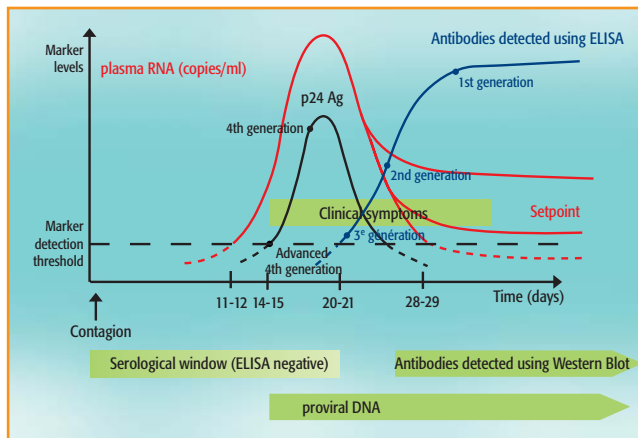 Marker
levels
plasma RNA (copies/ml)
Antibodies detected using ELISA
1st generation
p24 Ag
4th generation
2nd génération
Clinical symptoms
Setpoint
3e génération
Marker
detection
threshold
Advanced
4th generation
11-12
14-15
20-21
28-29
Time (days)
Contagion
Serological window (ELISA negative)
Antibodies detected using Western Blot
proviral DNA